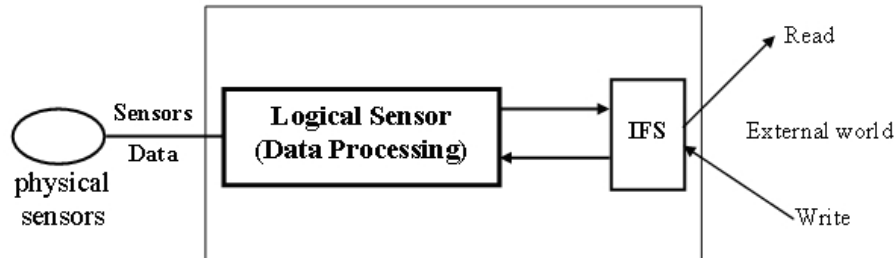 Sensors
Data
physical
sensors
Logical Sensor
(Data Processing)
IFS
Read
External world
Write